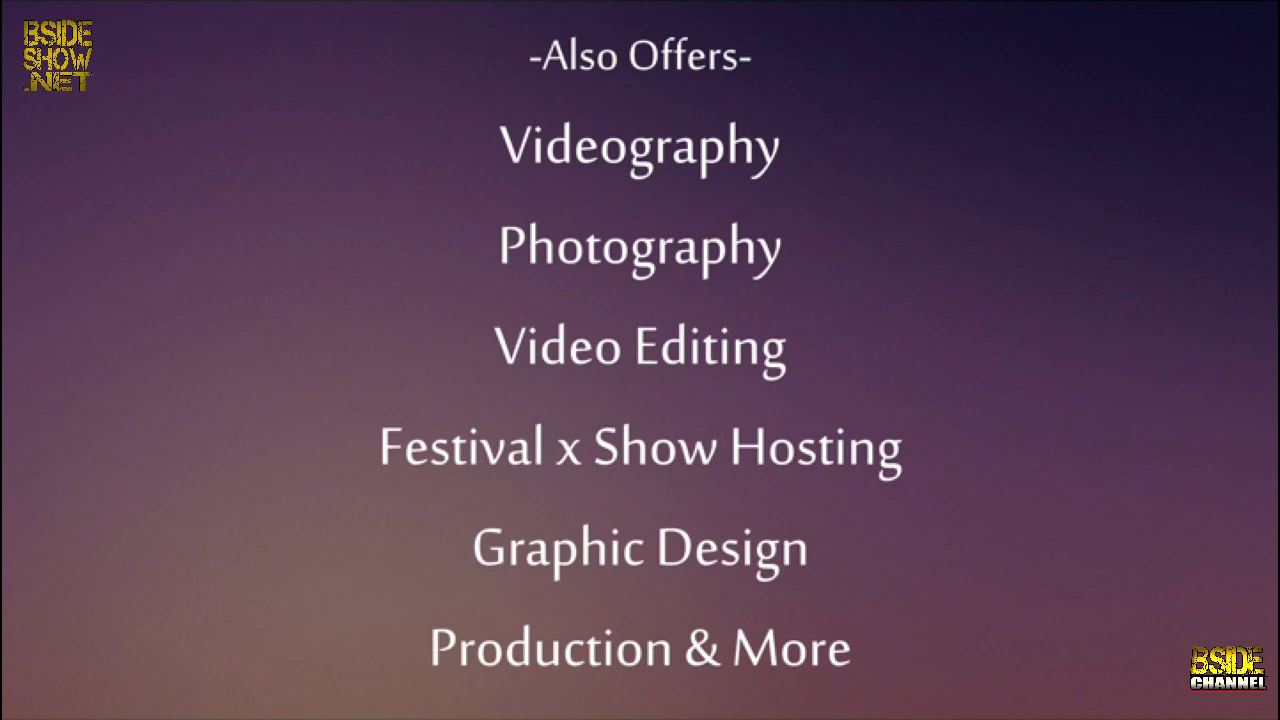 BSIDE
SHOW
.NET
-Also Offers-
Videography
Photography
Video Editing
Festival x Show Hosting
Graphic Design
Production & More
BSIDE
CHANNEL